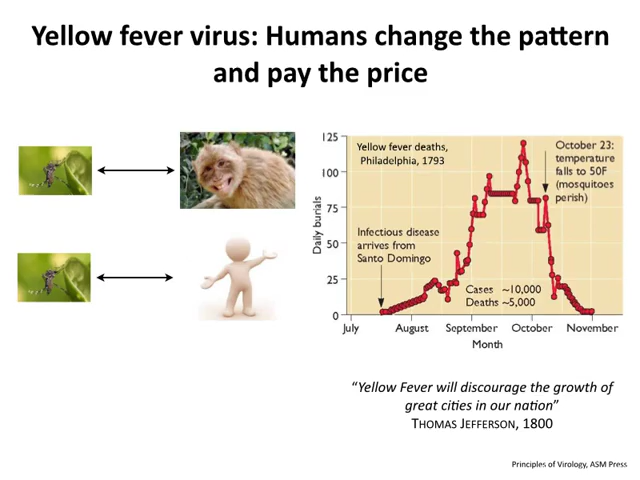 Yellow fever virus: Humans change the pattern
and pay the price
125
100
75
50
25
0
Daily burials
Yellow fever deaths,
Philadelphia, 1793
October 23:
temperature
falls to 50F
(mosquitoes
perish)
Infectious disease
arrives from
Santo Domingo
Cases ~10,000
Deaths ~5,000
July August September October November
Month
“Yellow Fever will discourage the growth of
great cities in our nation”
THOMAS JEFFERSON, 1800
Principles of Virology, ASM Press